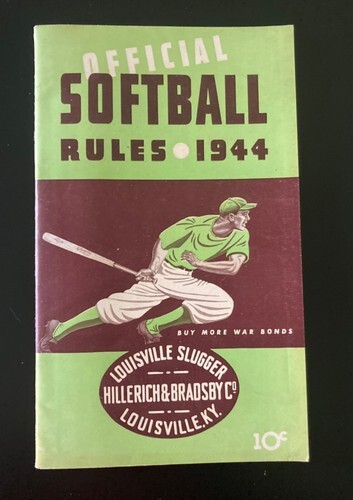 OFFICIAL
SOFTBALL
RULES • 1944
BUY MORE WAR BONDS
LOUISVILLE SLUGGER
HILLERICH & BRADSBY Cº
LOUISVILLE, KY.
10¢